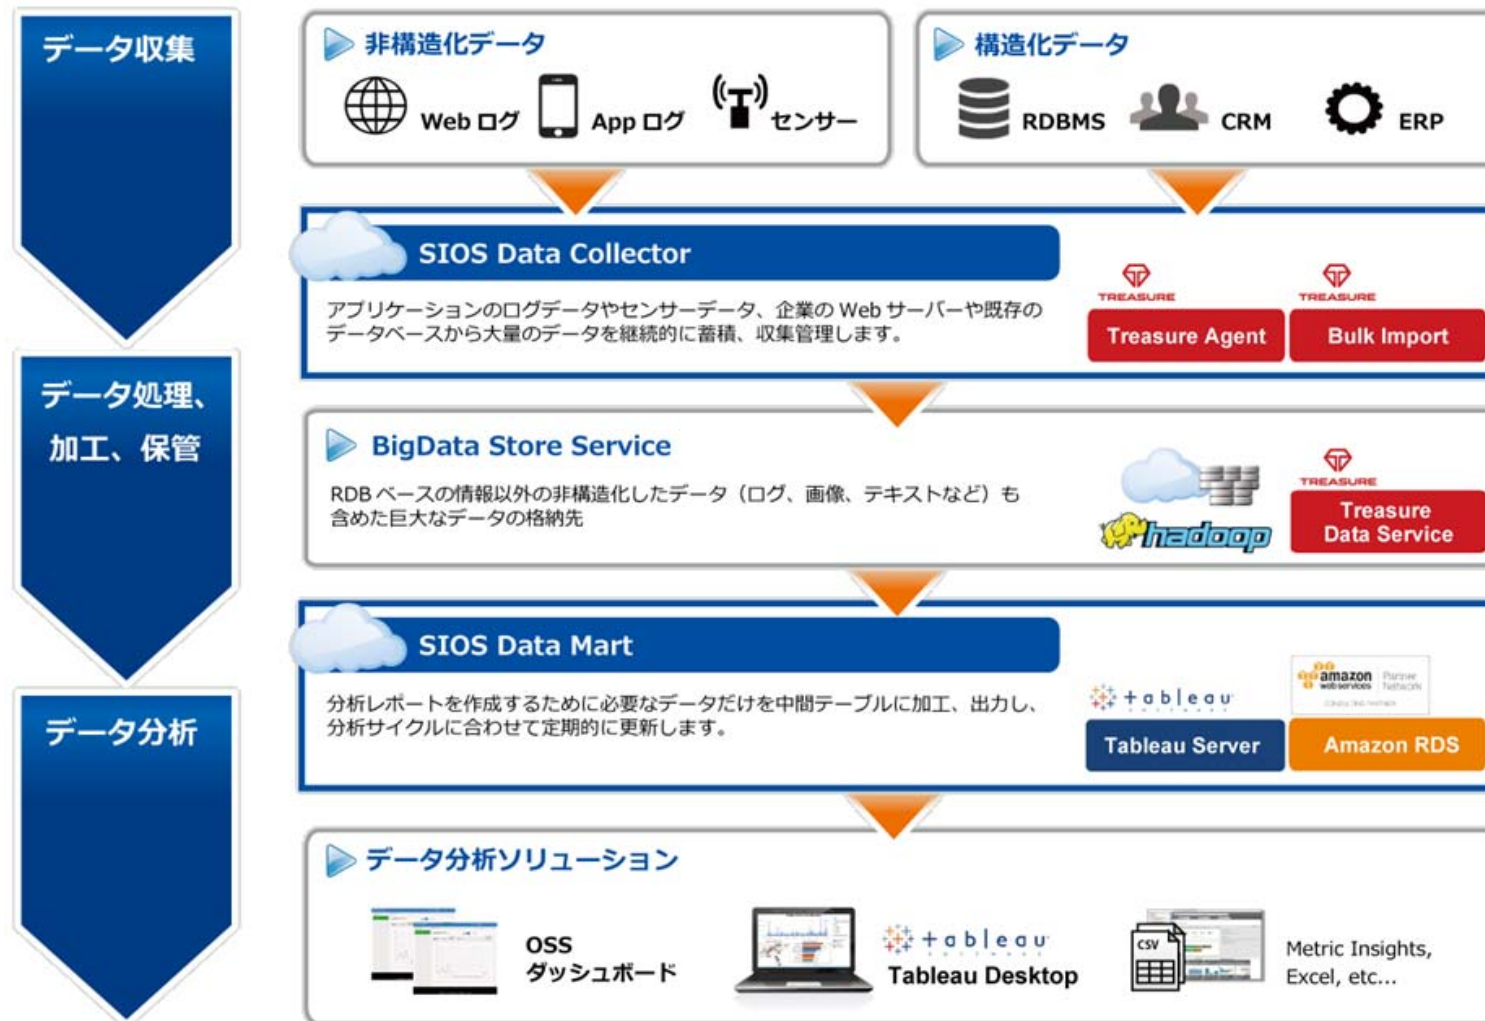 データ収集
非構造化データ
Web ログ
App ログ
センサー
構造化データ
RDBMS
CRM
ERP
SIOS Data Collector
アプリケーションのログデータやセンサーデータ、企業の Web サーバーや既存の
データベースから大量のデータを継続的に蓄積、収集管理します。
TREASURE
Treasure Agent
TREASURE
Bulk Import
データ処理、
加工、保管
BigData Store Service
RDB ベースの情報以外の非構造化したデータ（ログ、画像、テキストなど）も
含めた巨大なデータの格納先
hadoop
TREASURE
Treasure
Data Service
SIOS Data Mart
分析レポートを作成するために必要なデータだけを中間テーブルに加工、出力し、
分析サイクルに合わせて定期的に更新します。
+ableau
SOFTWARE
Tableau Server
amazon
webservices
Partner
Network
CONSULTING PARTNER
Amazon RDS
データ分析
データ分析ソリューション
OSS
ダッシュボード
+ableau
SOFTWARE
Tableau Desktop
CSV
Metric Insights,
Excel, etc...